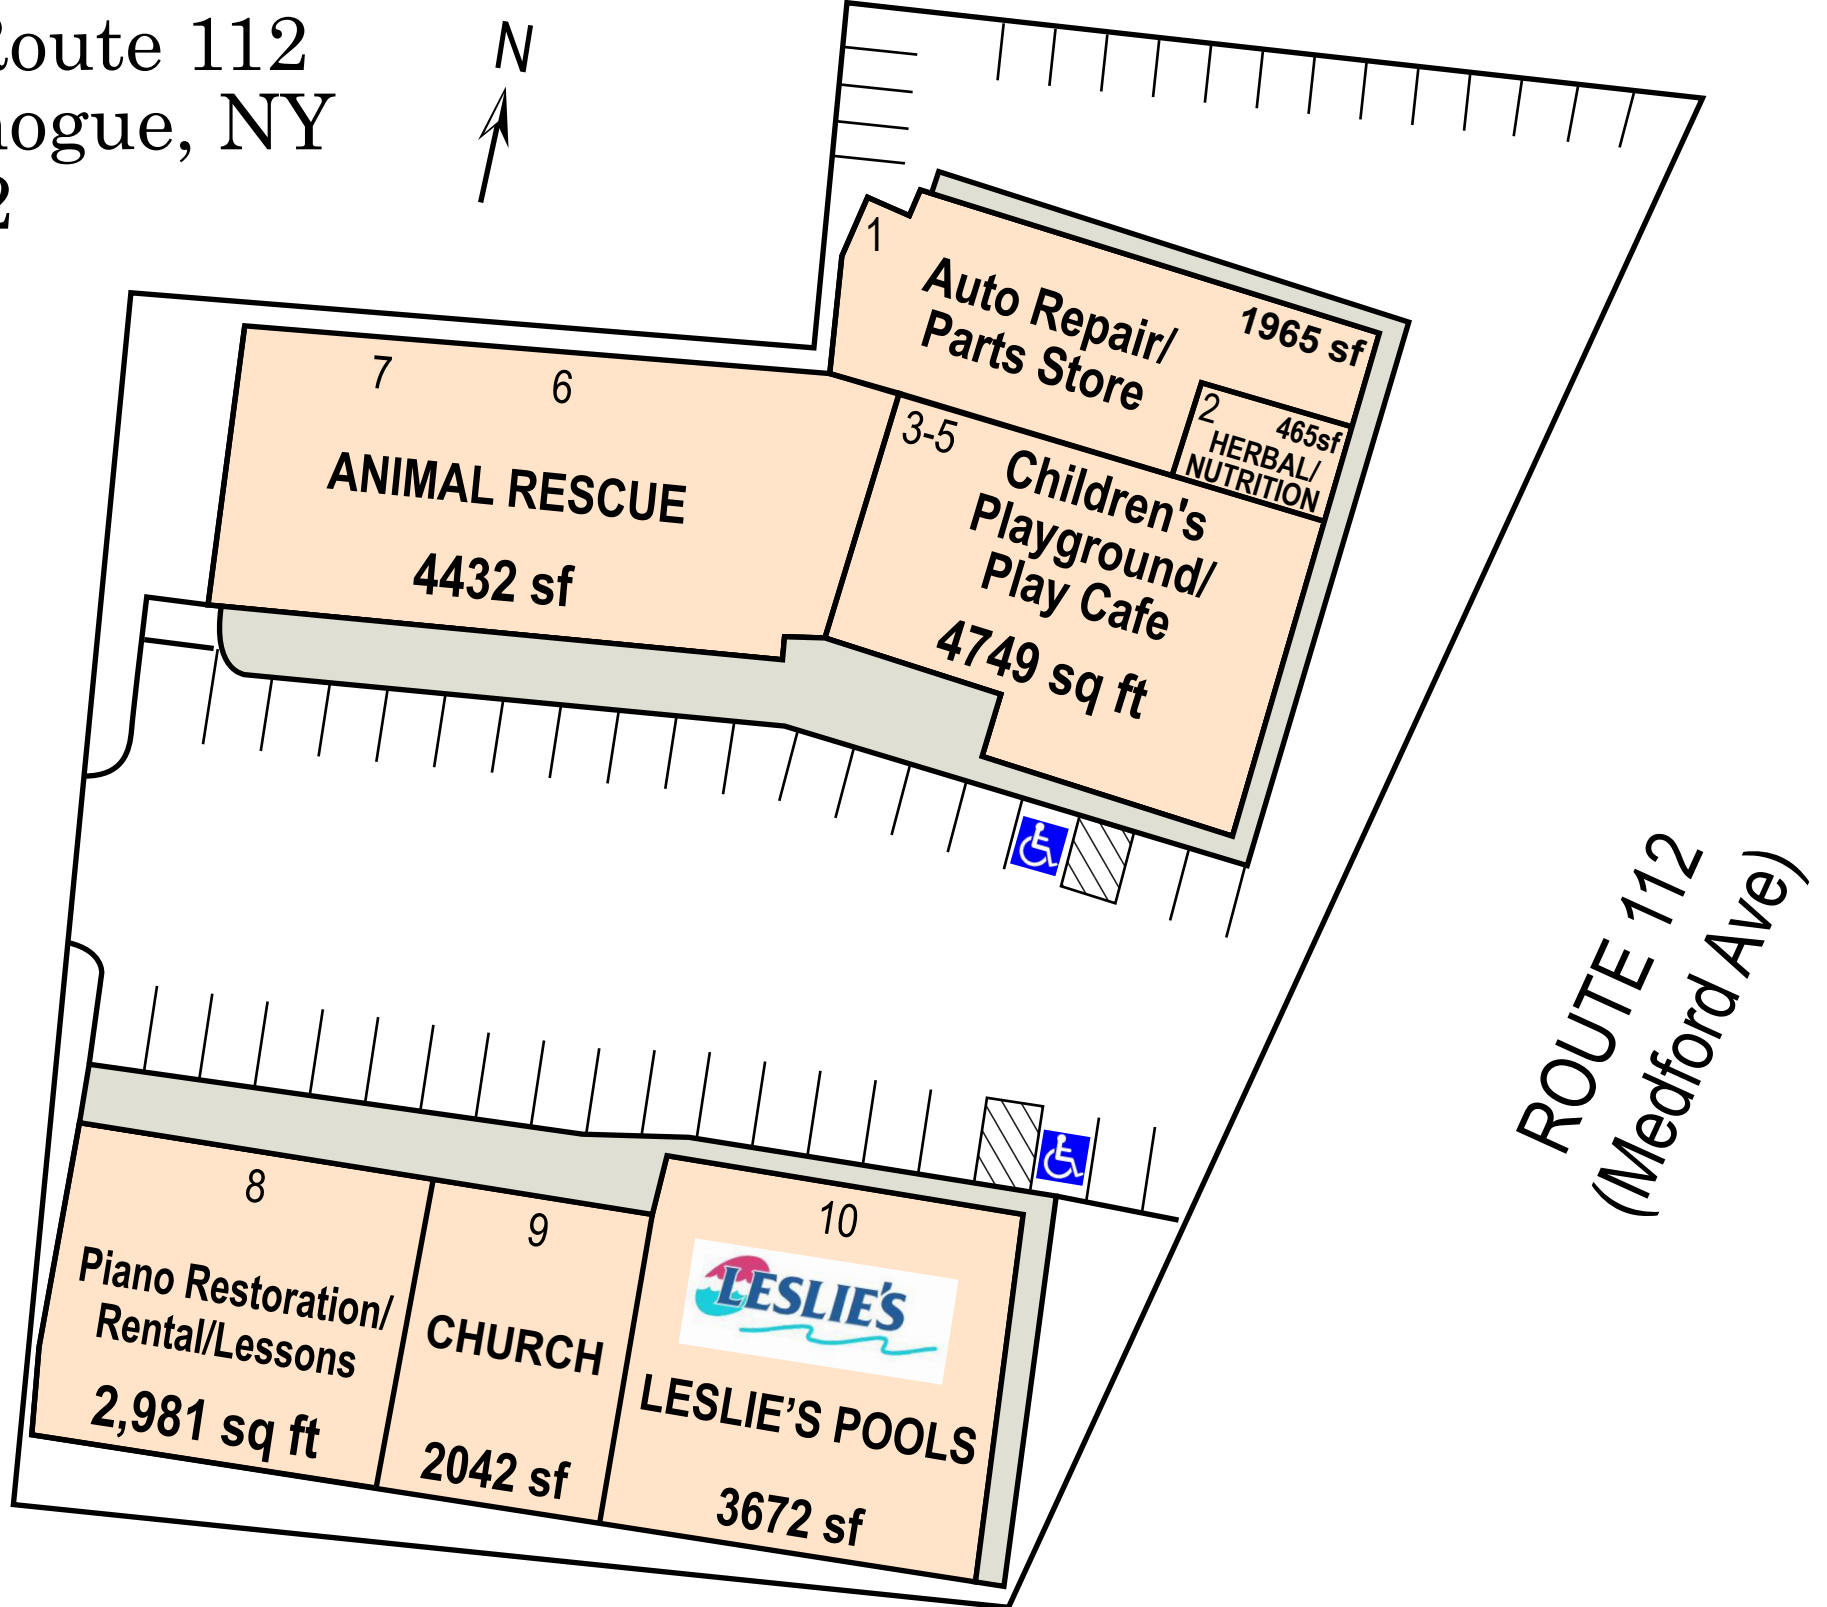 Route 112
hogue, NY
2
N
1
Auto Repair/
Parts Store
1965 sf
2
465sf
HERBAL/
NUTRITION
3-5
Children's
Playground/
Play Cafe
4749 sq ft
7 6
ANIMAL RESCUE
4432 sf
ROUTE 112
(Medford Ave)
8
Piano Restoration/
Rental/Lessons
2,981 sq ft
9
CHURCH
2042 sf
10
LESLIE'S
LESLIE’S POOLS
3672 sf